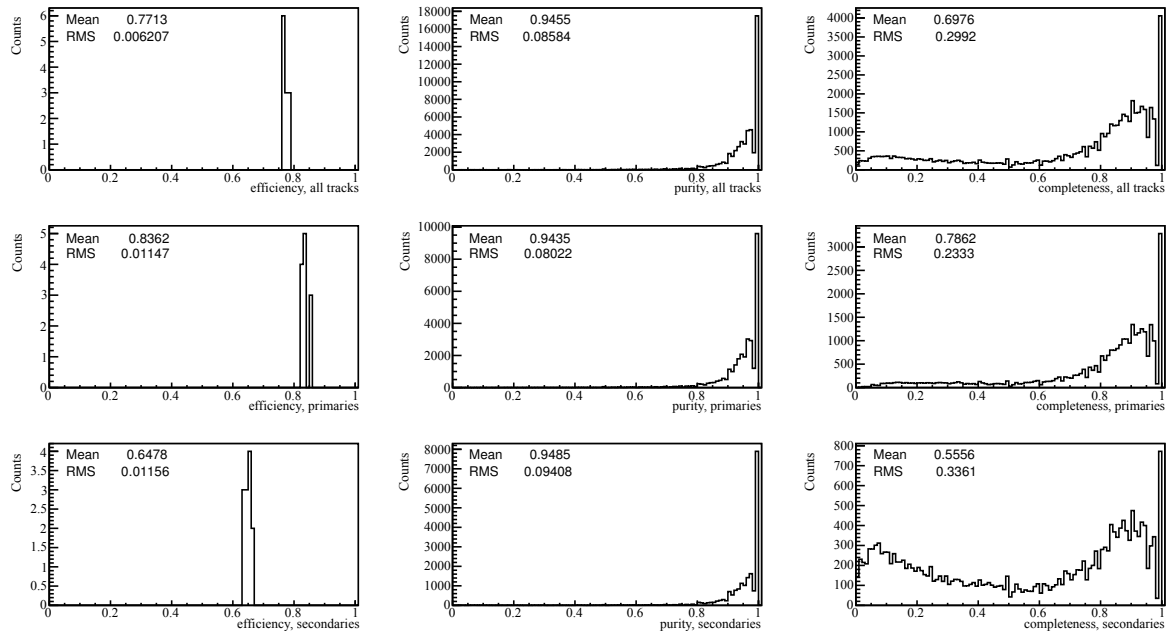 Counts
Mean 0.7713
RMS 0.006207
6
5
4
3
2
1
0
0 0.2 0.4 0.6 0.8 1
efficiency, all tracks
Counts
Mean 0.9455
RMS 0.08584
18000
16000
14000
12000
10000
8000
6000
4000
2000
0
0 0.2 0.4 0.6 0.8 1
purity, all tracks
Counts
Mean 0.6976
RMS 0.2992
4000
3500
3000
2500
2000
1500
1000
500
0
0 0.2 0.4 0.6 0.8 1
completeness, all tracks
Counts
Mean 0.8362
RMS 0.01147
5
4
3
2
1
0
0 0.2 0.4 0.6 0.8 1
efficiency, primaries
Counts
Mean 0.9435
RMS 0.08022
10000
8000
6000
4000
2000
0
0 0.2 0.4 0.6 0.8 1
purity, primaries
Counts
Mean 0.7862
RMS 0.2333
3000
2500
2000
1500
1000
500
0
0 0.2 0.4 0.6 0.8 1
completeness, primaries
Counts
Mean 0.6478
RMS 0.01156
4
3.5
3
2.5
2
1.5
1
0.5
0
0 0.2 0.4 0.6 0.8 1
efficiency, secondaries
Counts
Mean 0.9485
RMS 0.09408
8000
7000
6000
5000
4000
3000
2000
1000
0
0 0.2 0.4 0.6 0.8 1
purity, secondaries
Counts
Mean 0.5556
RMS 0.3361
800
700
600
500
400
300
200
100
0
0 0.2 0.4 0.6 0.8 1
completeness, secondaries